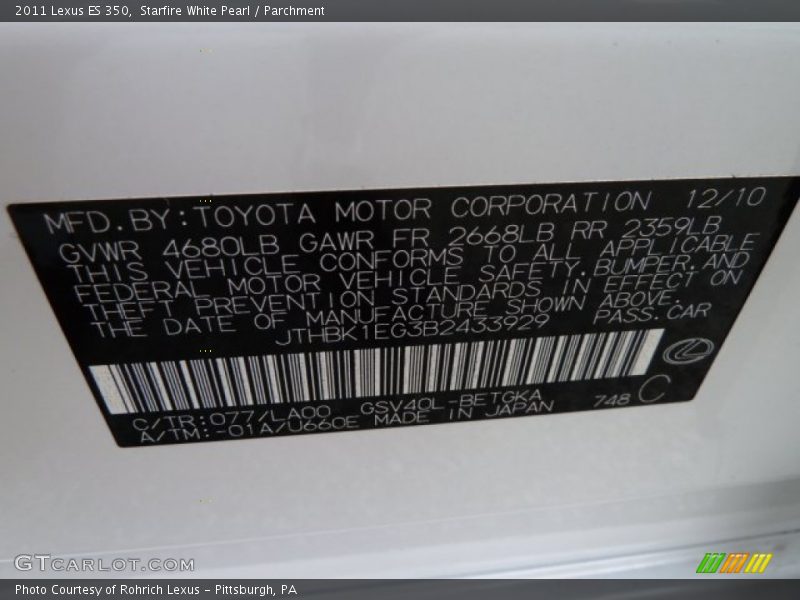 2011 Lexus ES 350,  Starfire White Pearl / Parchment
MFD.BY:TOYOTA MOTOR CORPORATION 12/10
GVWR 4680LB GAWR FR 2668LB RR 2359LB
THIS VEHICLE CONFORMS TO ALL APPLICABLE
FEDERAL MOTOR VEHICLE SAFETY,BUMPER,AND
THEFT PREVENTION STANDARDS IN EFFECT ON
THE DATE OF MANUFACTURE SHOWN ABOVE.
JTHBK1EG3B2433929 PASS.CAR
C/TR:077/LA00 GSV40L-BETGKA
A/TM:-01A/U660E MADE IN JAPAN 748 C
GTCARLOT.COM
Photo Courtesy of Rohrich Lexus - Pittsburgh, PA